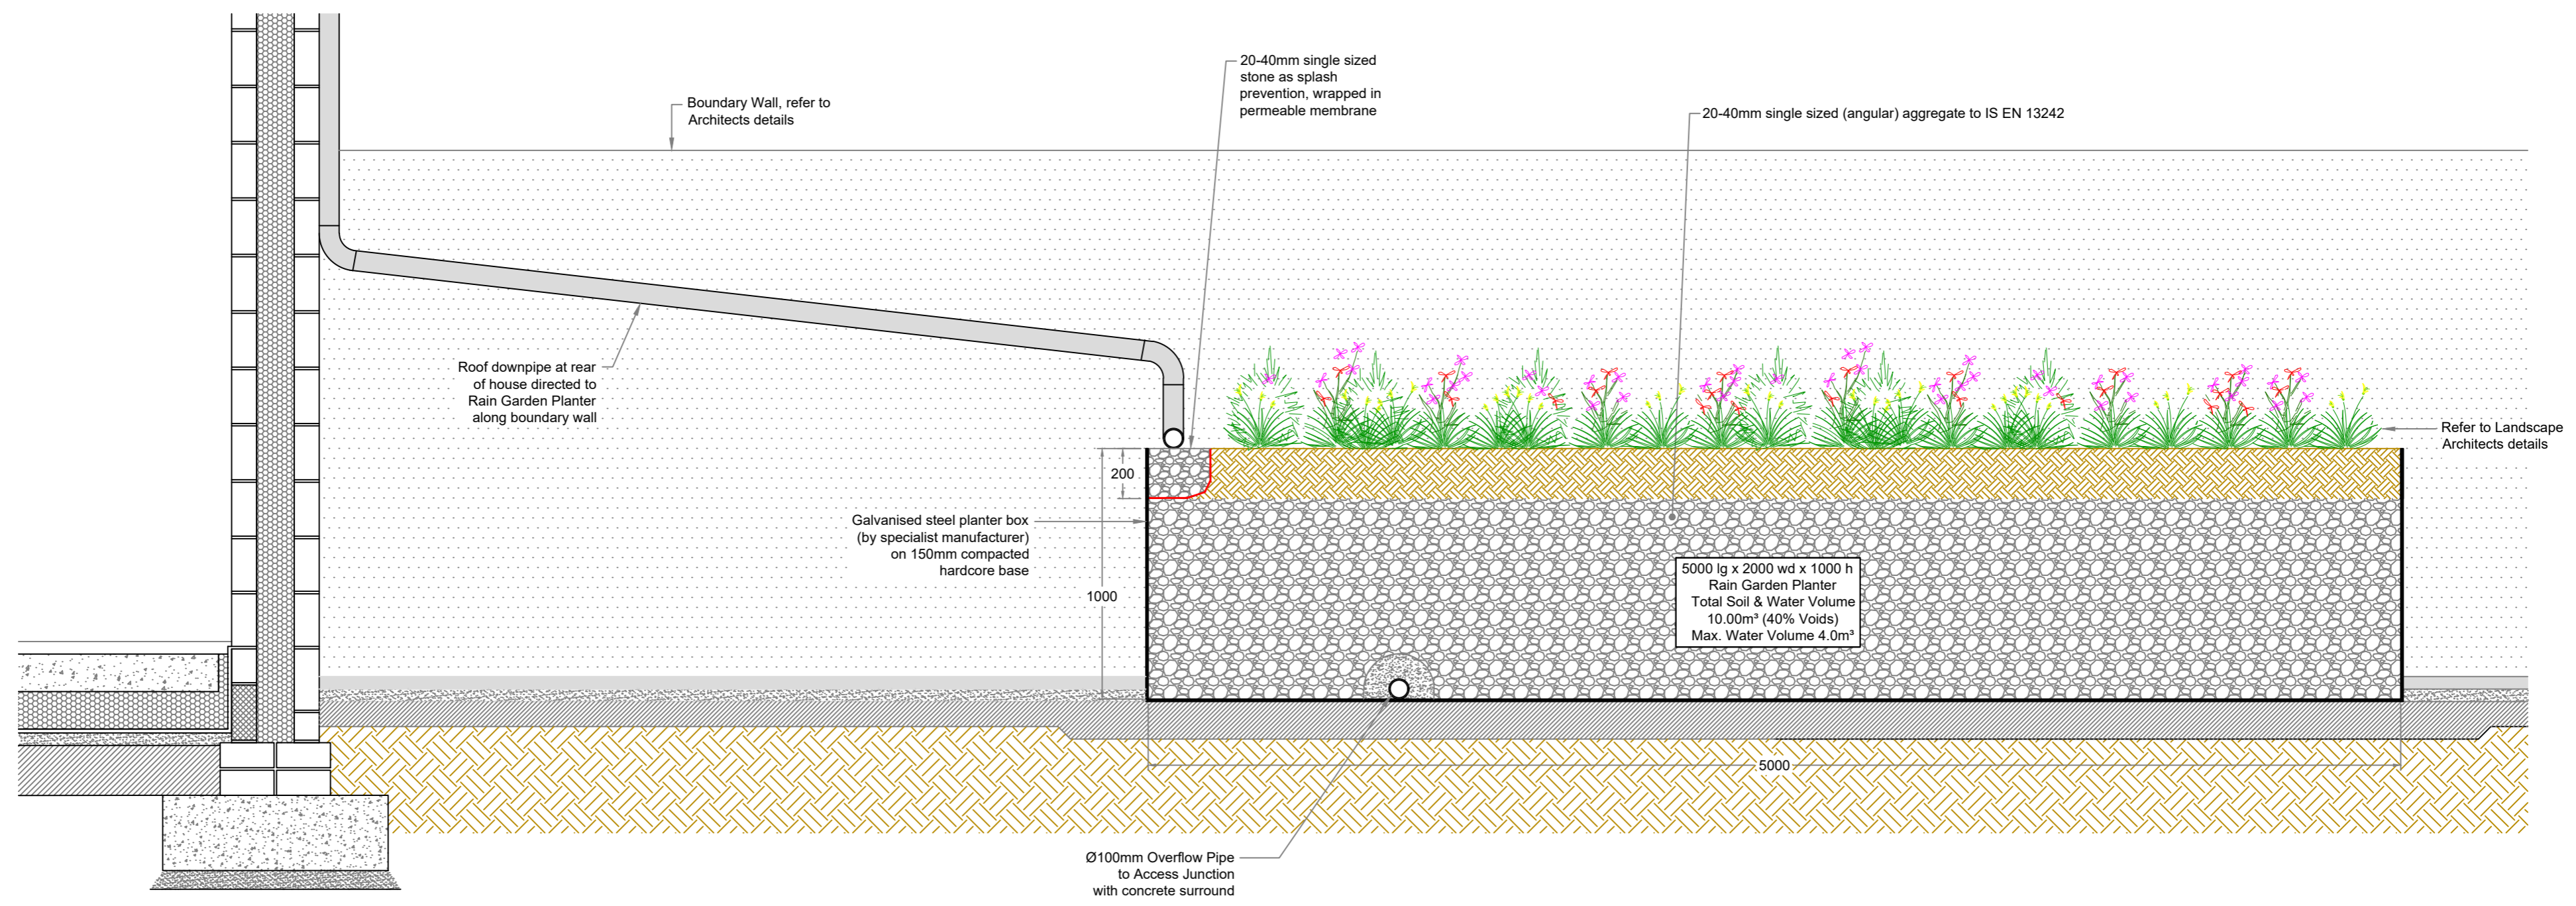 20-40mm single sized
stone as splash
prevention, wrapped in
permeable membrane
Boundary Wall, refer to
Architects details
20-40mm single sized (angular) aggregate to IS EN 13242
Roof downpipe at rear
of house directed to
Rain Garden Planter
along boundary wall
Refer to Landscape
Architects details
200
Galvanised steel planter box
(by specialist manufacturer)
on 150mm compacted
hardcore base
1000
5000 lg x 2000 wd x 1000 h
Rain Garden Planter
Total Soil & Water Volume
10.00m³ (40% Voids)
Max. Water Volume 4.0m³
5000
Ø100mm Overflow Pipe
to Access Junction
with concrete surround